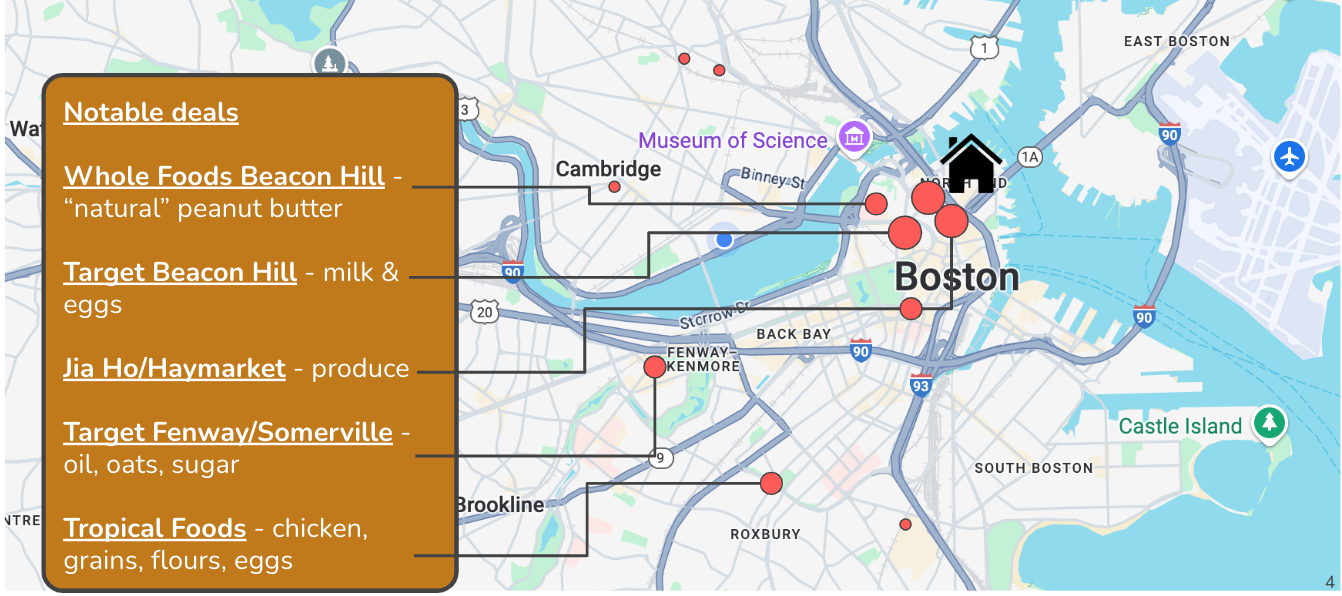 Notable deals
Whole Foods Beacon Hill -
“natural” peanut butter
Target Beacon Hill - milk &
eggs
Jia Ho/Haymarket - produce
Target Fenway/Somerville -
oil, oats, sugar
Tropical Foods - chicken,
grains, flours, eggs
EAST BOSTON
1
3
Museum of Science
90
1A
Cambridge
Binney St
90
Boston
20
Storrow Dr
BACK BAY
90
90
FENWAY–
KENMORE
93
Castle Island
9
SOUTH BOSTON
Brookline
ROXBURY
4